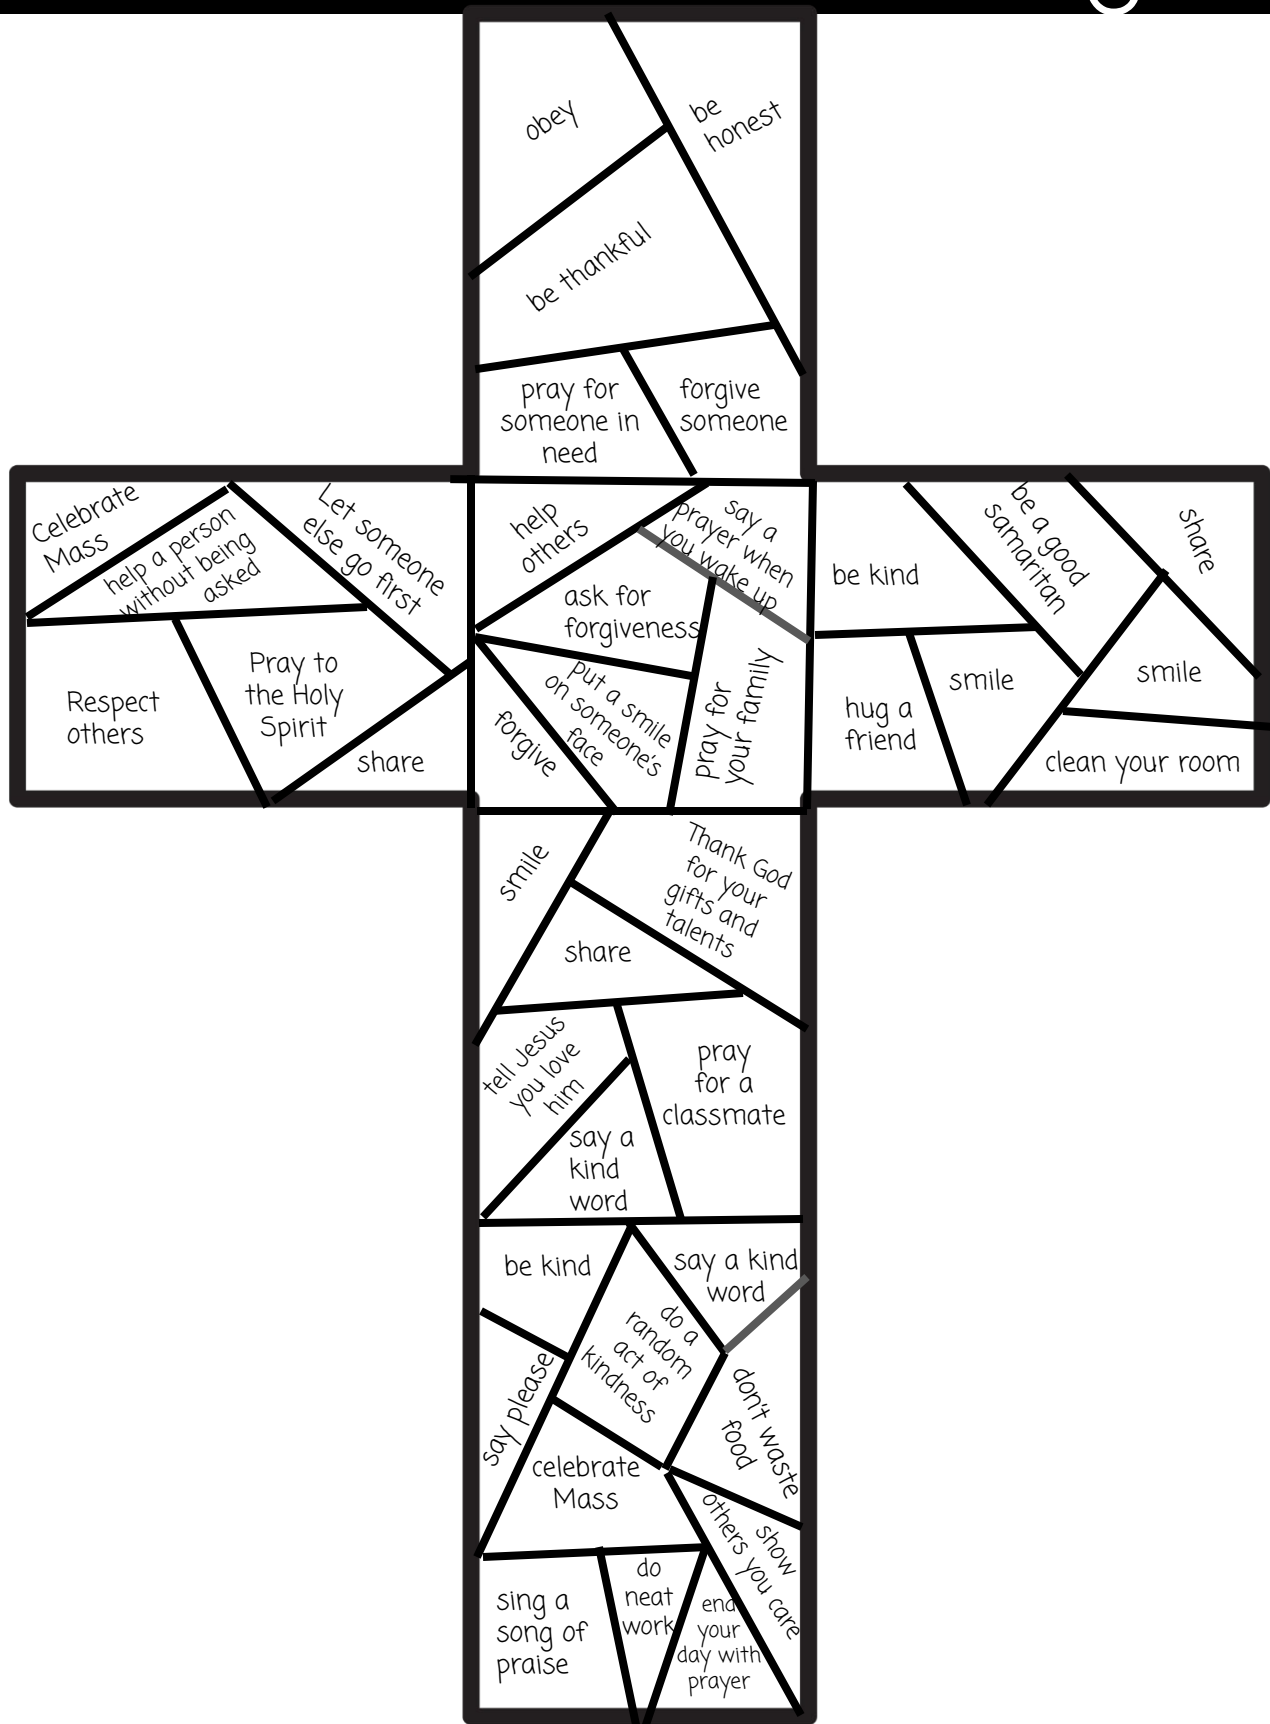 obey
be
honest
be thankful
pray for
someone in
need
forgive
someone
Celebrate
Mass
help a person
without being
asked
Let someone
else go first
Respect
others
Pray to
the Holy
Spirit
share
help
others
say a
prayer when
you wake up
ask for
forgiveness
put a smile
on someone's
face
forgive
pray for
your family
be kind
be a good
samaritan
share
hug a
friend
smile
smile
clean your room
smile
Thank God
for your
gifts and
talents
share
tell Jesus
you love
him
say a
kind
word
pray
for a
classmate
be kind
say a kind
word
do a
random
act of
kindness
say please
don't waste
food
celebrate
Mass
show
others you care
sing a
song of
praise
do
neat
work
end
your
day with
prayer